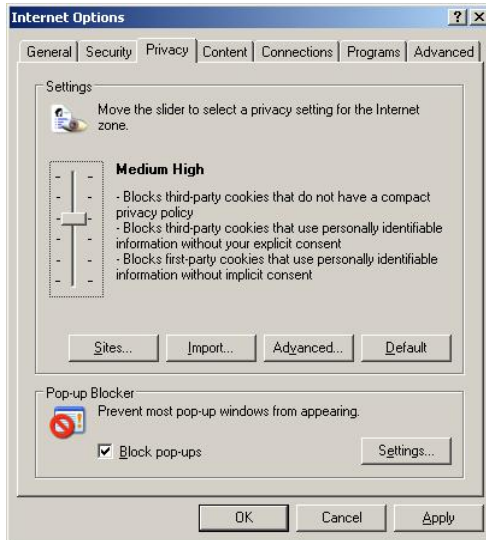 Internet Options
General Security Privacy Content Connections Programs Advanced
Settings
Move the slider to select a privacy setting for the Internet
zone.
Medium High
- Blocks third-party cookies that do not have a compact
privacy policy
- Blocks third-party cookies that use personally identifiable
information without your explicit consent
- Blocks first-party cookies that use personally identifiable
information without implicit consent
Sites... Import... Advanced... Default
Pop-up Blocker
Prevent most pop-up windows from appearing.
Block pop-ups Settings...
OK Cancel Apply